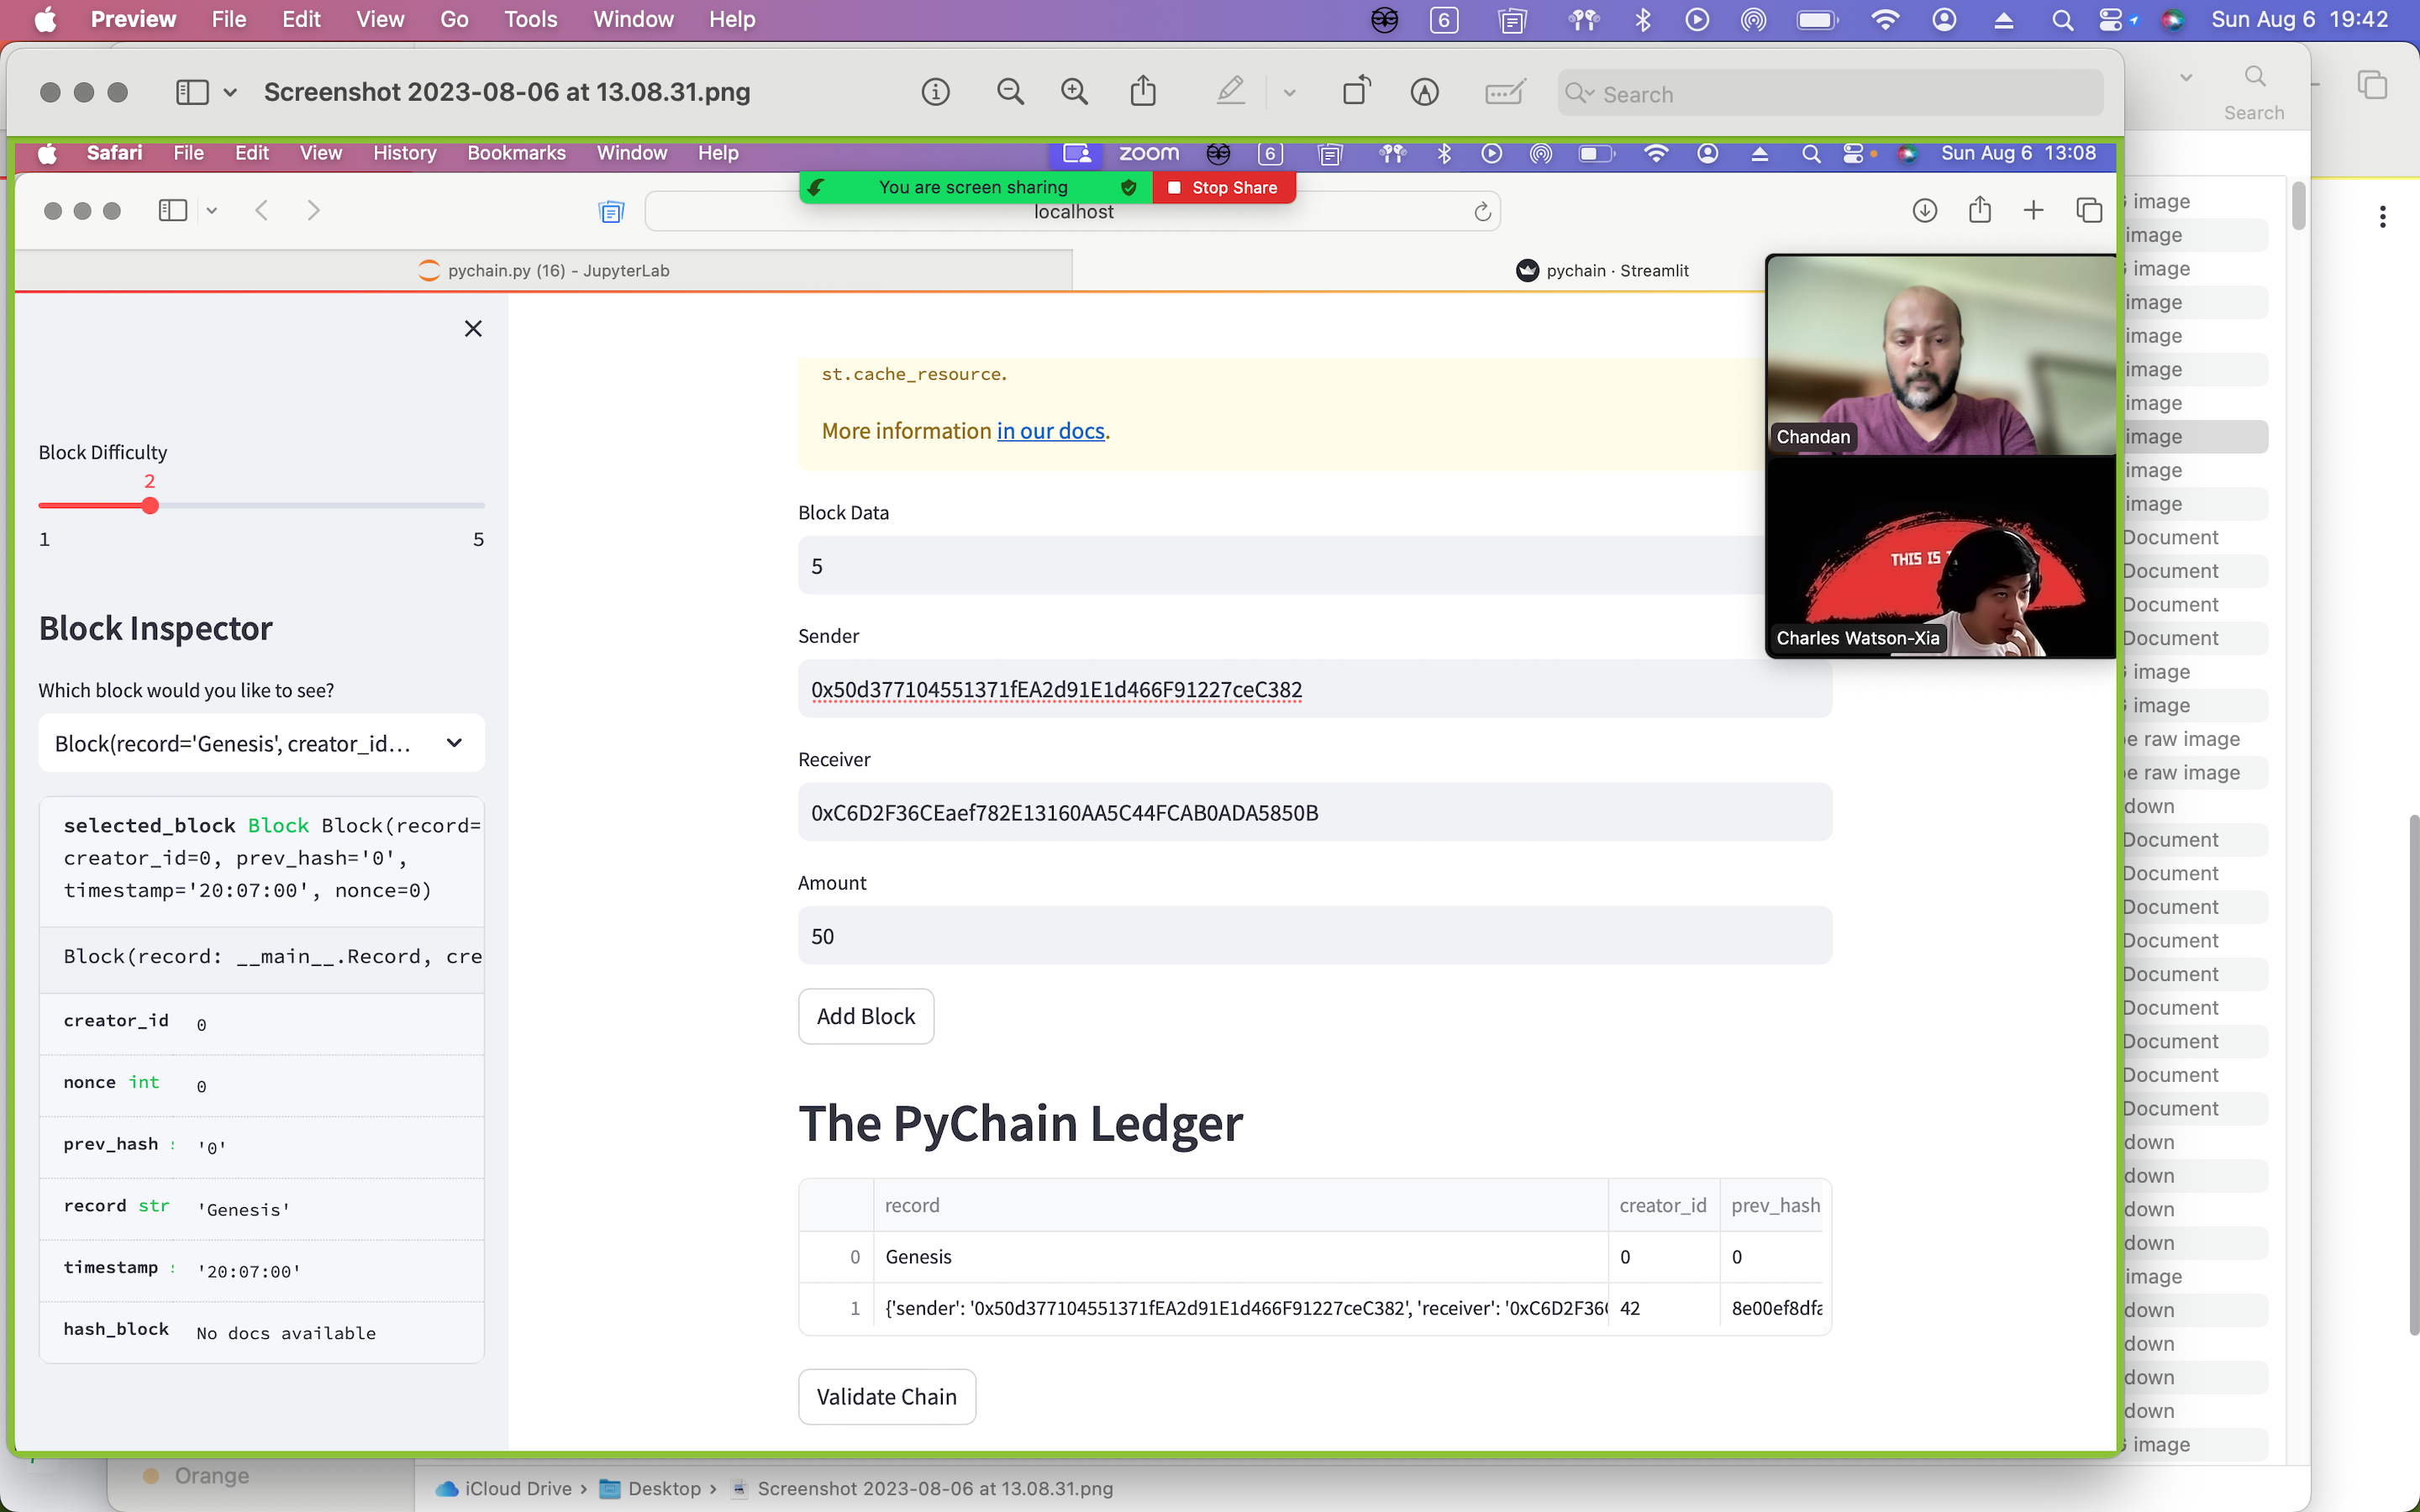 Preview File Edit View Go Tools Window Help 6 Sun Aug 6 19:42
Screenshot 2023-08-06 at 13.08.31.png Search
Search
Safari File Edit View History Bookmarks Window Help zoom 6 Sun Aug 6 13:08
You are screen sharing Stop Share
localhost
pychain.py (16) - JupyterLab pychain · Streamlit
st.cache_resource.
More information in our docs.
Chandan
THIS IS
Charles Watson-Xia
Block Difficulty
2
1 5
Block Inspector
Which block would you like to see?
Block(record='Genesis', creator_id...
selected_block Block Block(record=
creator_id=0, prev_hash='0',
timestamp='20:07:00', nonce=0)
Block(record: __main__.Record, cre
creator_id 0
nonce int 0
prev_hash '0'
record str 'Genesis'
timestamp '20:07:00'
hash_block No docs available
Block Data
5
Sender
0x50d377104551371fEA2d91E1d466F91227ceC382
Receiver
0xC6D2F36CEaef782E13160AA5C44FCAB0ADA5850B
Amount
50
Add Block
The PyChain Ledger
record creator_id prev_hash
0 Genesis 0 0
1 {'sender': '0x50d377104551371fEA2d91E1d466F91227ceC382', 'receiver': '0xC6D2F36 42 8e00ef8dfa
Validate Chain
image
image
image
image
image
image
image
image
image
image
Document
Document
Document
Document
image
image
raw image
raw image
down
Document
Document
Document
Document
Document
Document
Document
Document
Document
down
down
down
down
image
down
down
down
down
image
Orange
iCloud Drive › Desktop › Screenshot 2023-08-06 at 13.08.31.png